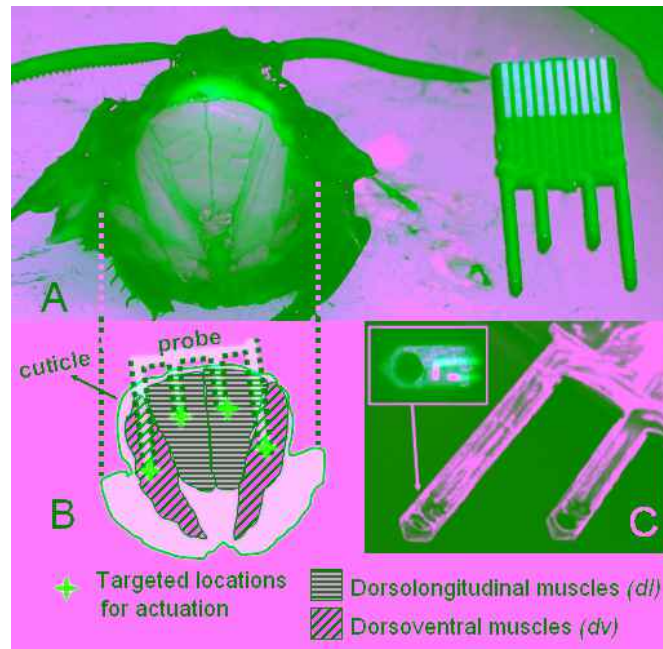 A
probe
cuticle
B
C
Targeted locations
for actuation
Dorsolongitudinal muscles (dl)
Dorsoventral muscles (dv)